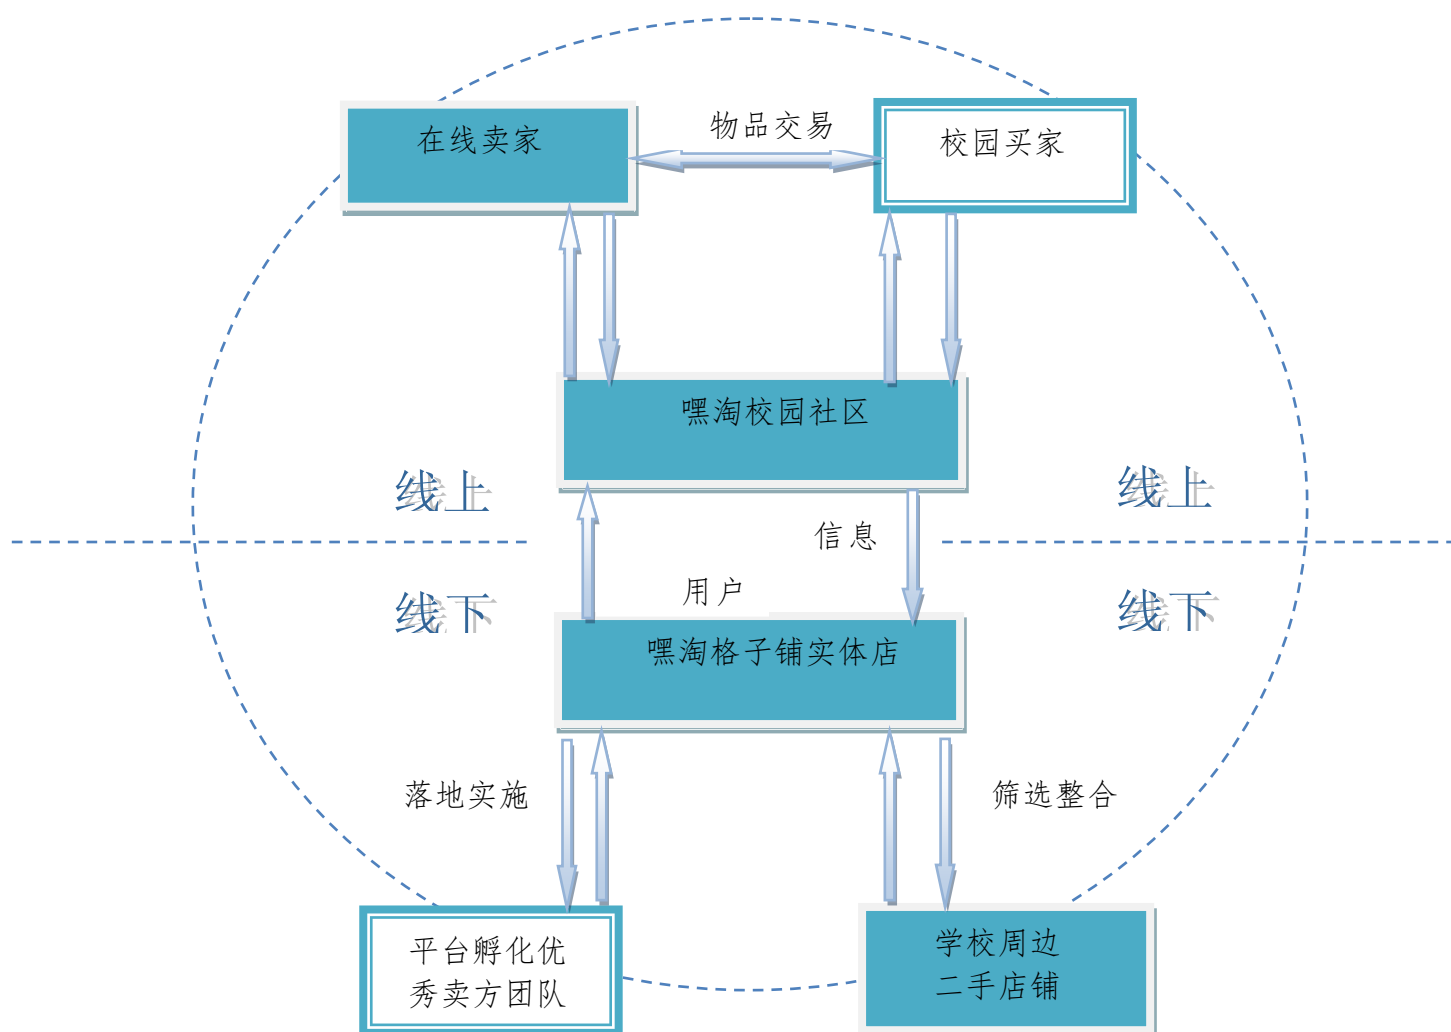 在线卖家
物品交易
校园买家
嘿淘校园社区
线上
线上
信息
用户
线下
线下
嘿淘格子铺实体店
落地实施
筛选整合
平台孵化优
秀卖方团队
学校周边
二手店铺